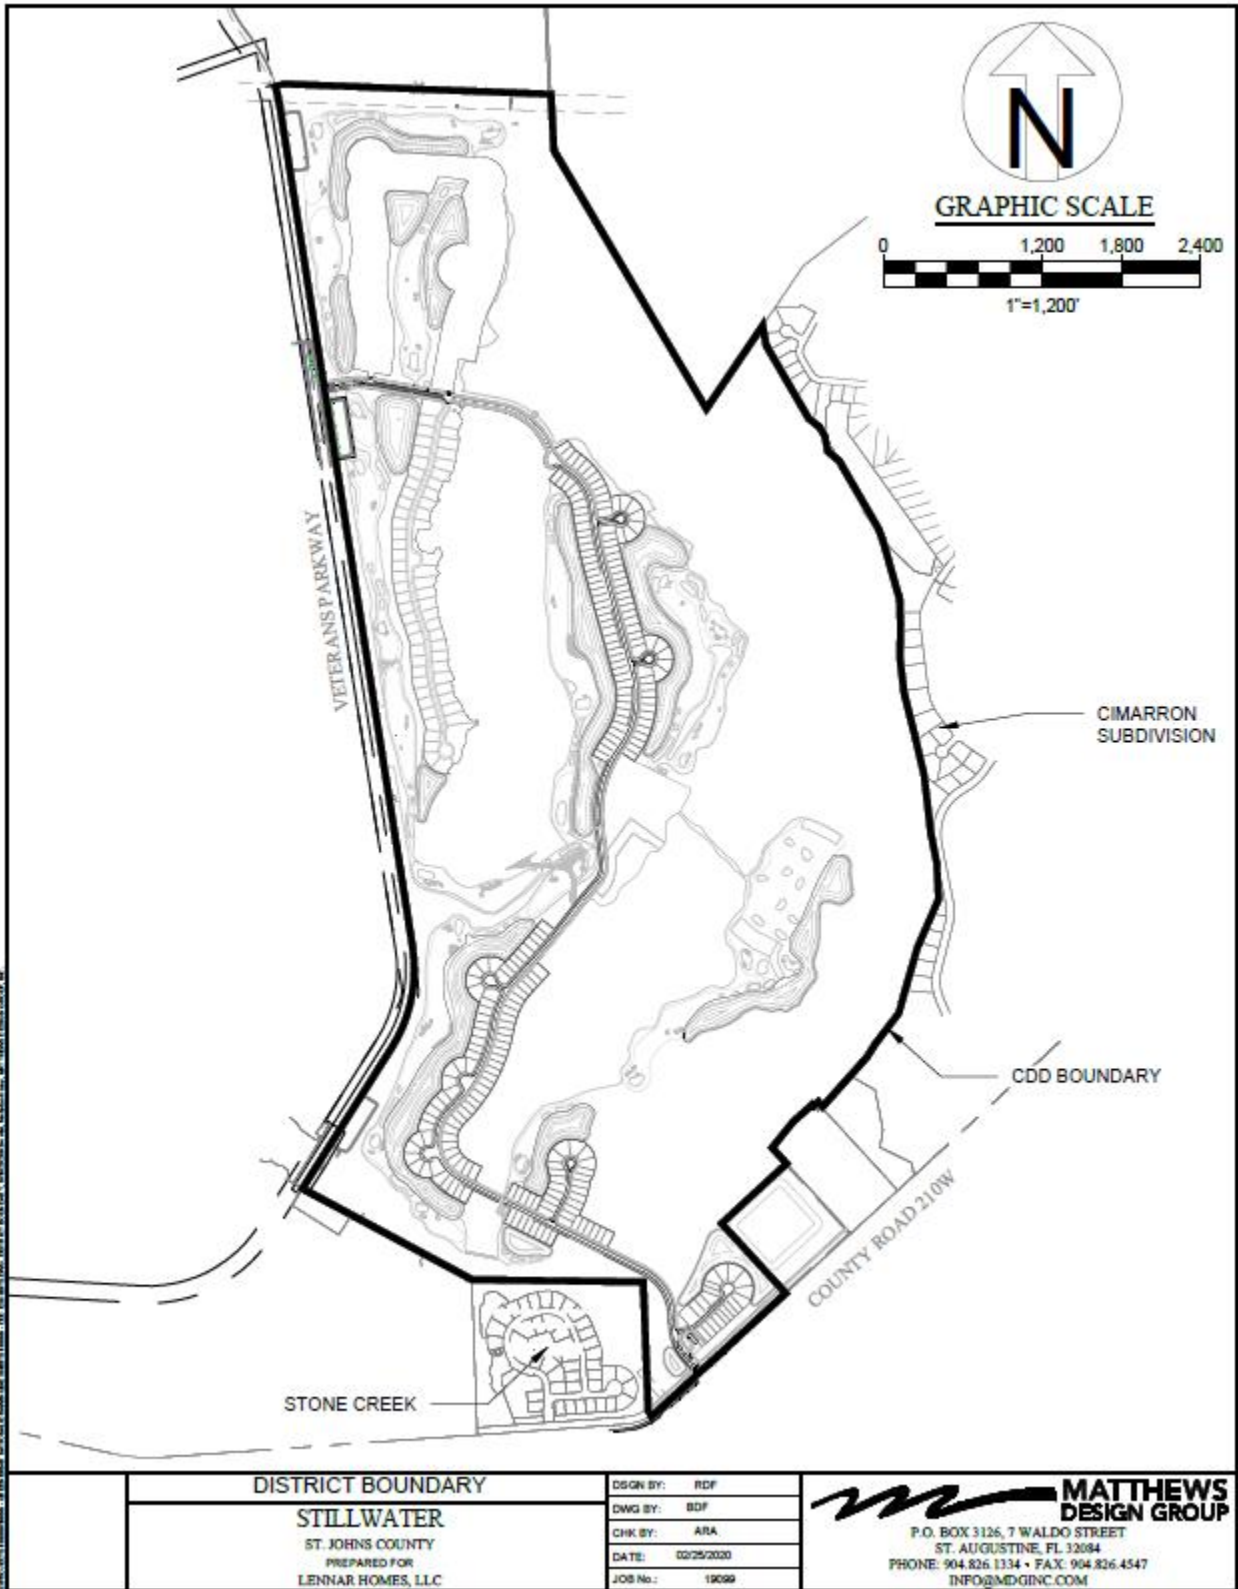 N
GRAPHIC SCALE
0 1,200 1,800 2,400
1"=1,200'
VETERANS PARKWAY
CIMARRON
SUBDIVISION
CDD BOUNDARY
COUNTY ROAD 210W
STONE CREEK
DISTRICT BOUNDARY
STILLWATER
ST. JOHNS COUNTY
PREPARED FOR
LENNAR HOMES, LLC
DSGN BY: RDF
DWG BY: BDF
CHK BY: ARA
DATE: 02/25/2020
JOB No.: 19099
MATTHEWS
DESIGN GROUP
P.O. BOX 3126, 7 WALDO STREET
ST. AUGUSTINE, FL 32084
PHONE: 904.826.1334 • FAX: 904.826.4547
INFO@MDGINC.COM